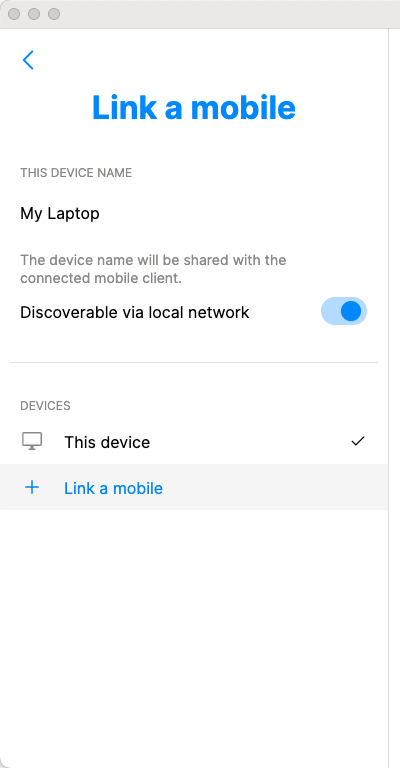 Link a mobile
THIS DEVICE NAME
My Laptop
The device name will be shared with the
connected mobile client.
Discoverable via local network
DEVICES
This device
Link a mobile